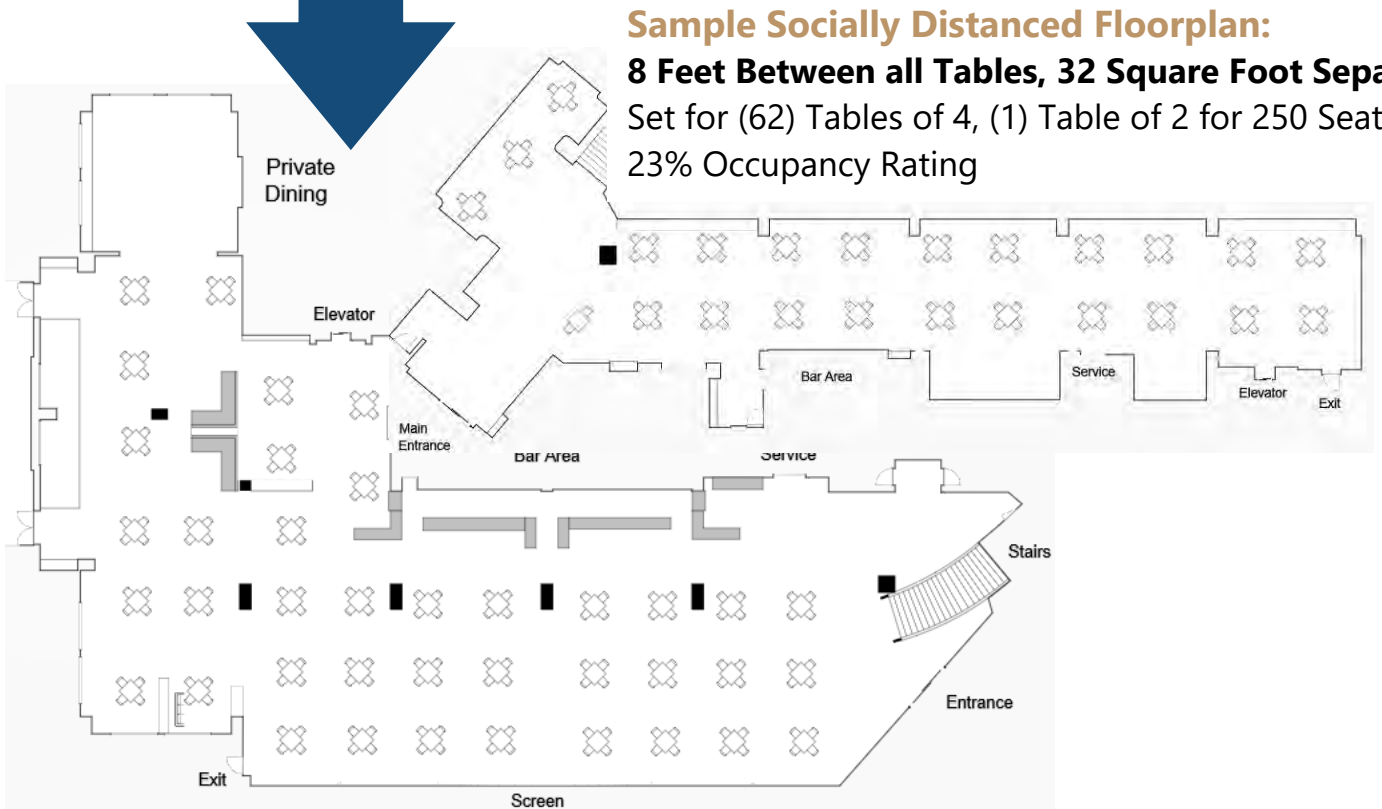 Sample Socially Distanced Floorplan:
8 Feet Between all Tables, 32 Square Foot
Set for (62) Tables of 4, (1) Table of 2 for 250
23% Occupancy Rating
Private
Dining
Elevator
Main
Entrance
Bar Area
Service
Elevator
Exit
Bar Area
Service
Stairs
Entrance
Exit
Screen